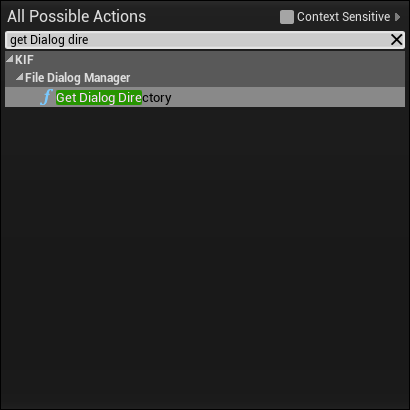 All Possible Actions Context Sensitive
get Dialog dire
KIF
File Dialog Manager
f Get Dialog Directory